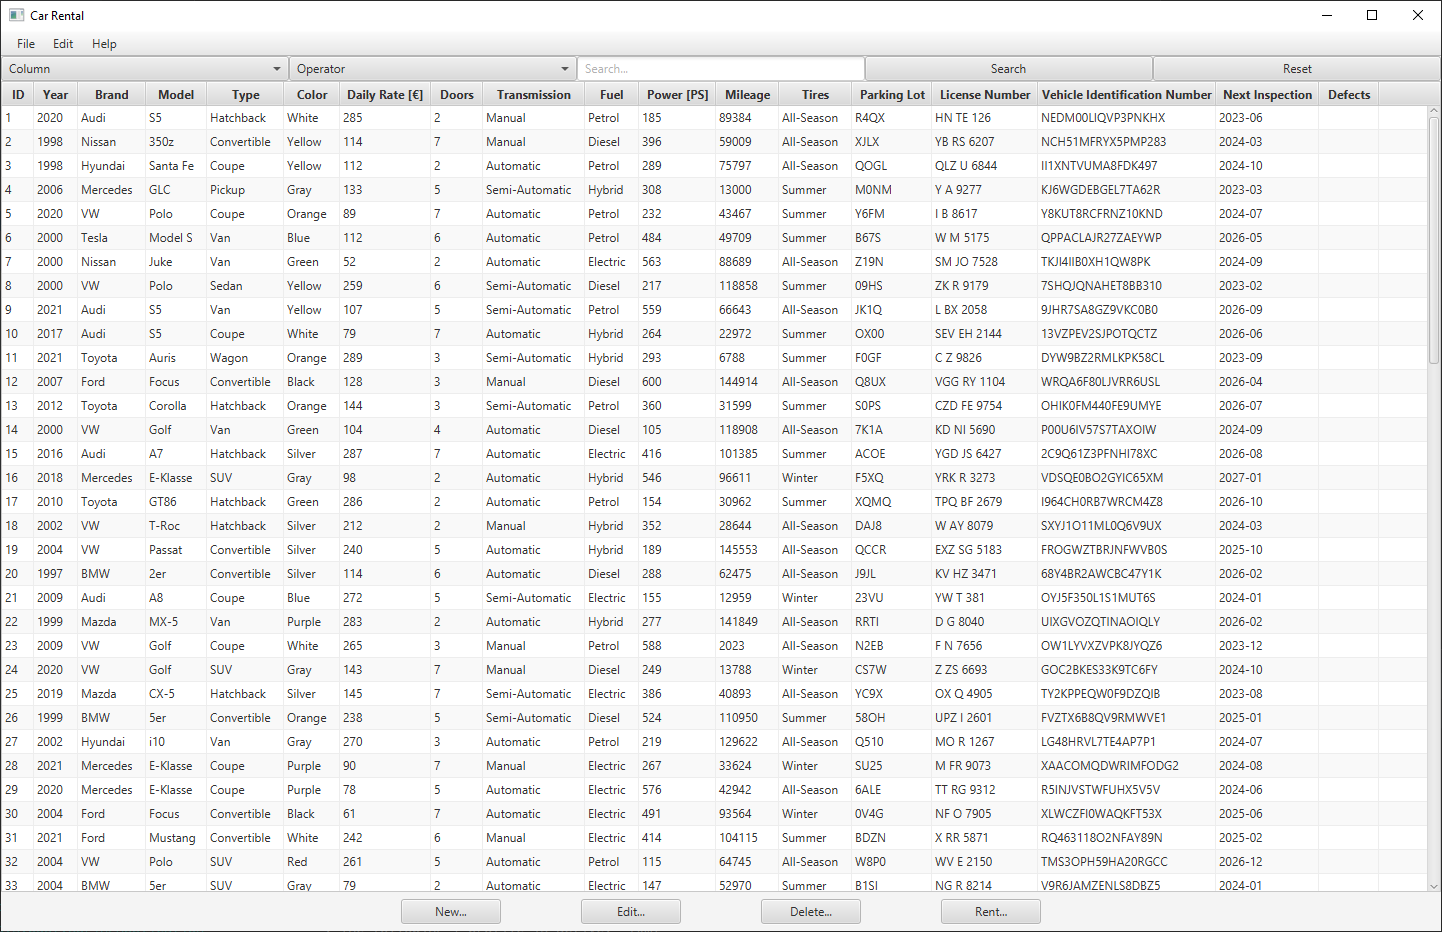 Car Rental
File Edit Help
Column Operator Search... Search Reset
ID Year Brand Model Type Color Daily Rate [€] Doors Transmission Fuel Power [PS] Mileage Tires Parking Lot License Number Vehicle Identification Number Next Inspection Defects
1 2020 Audi S5 Hatchback White 285 2 Manual Petrol 185 89384 All-Season R4QX HN TE 126 NEDM00LIQVP3PNKHX 2023-06
2 1998 Nissan 350z Convertible Yellow 114 7 Manual Diesel 396 59009 All-Season XJLX YB RS 6207 NCH51MFRYX5PMP283 2024-03
3 1998 Hyundai Santa Fe Coupe Yellow 112 2 Automatic Petrol 289 75797 All-Season QOGL QLZ U 6844 II1XNTVUMA8FDK497 2024-10
4 2006 Mercedes GLC Pickup Gray 133 5 Semi-Automatic Hybrid 308 13000 Summer M0NM Y A 9277 KJ6WGDEBGEL7TA62R 2023-03
5 2020 VW Polo Coupe Orange 89 7 Automatic Petrol 232 43467 Summer Y6FM I B 8617 Y8KUT8RCFRNZ10KND 2024-07
6 2000 Tesla Model S Van Blue 112 6 Automatic Petrol 484 49709 Summer B67S W M 5175 QPPACLAJR27ZAEYWP 2026-05
7 2000 Nissan Juke Van Green 52 2 Automatic Electric 563 88689 All-Season Z19N SM JO 7528 TKJI4IIB0XH1QW8PK 2024-09
8 2000 VW Polo Sedan Yellow 259 6 Semi-Automatic Diesel 217 118858 Summer 09HS ZK R 9179 7SHQJQNAHET8BB310 2023-02
9 2021 Audi S5 Van Yellow 107 5 Semi-Automatic Petrol 559 66643 All-Season JK1Q L BX 2058 9JHR7SA8GZ9VKC0B0 2026-09
10 2017 Audi S5 Coupe White 79 7 Automatic Hybrid 264 22972 Summer OX00 SEV EH 2144 13VZPEV2SJPOTQCTZ 2026-06
11 2021 Toyota Auris Wagon Orange 289 3 Semi-Automatic Hybrid 293 6788 Summer F0GF C Z 9826 DYW9BZ2RMLKPK58CL 2023-09
12 2007 Ford Focus Convertible Black 128 3 Manual Diesel 600 144914 All-Season Q8UX VGG RY 1104 WRQA6F80LJVRR6USL 2026-04
13 2012 Toyota Corolla Hatchback Orange 144 3 Semi-Automatic Petrol 360 31599 Summer S0PS CZD FE 9754 OHIK0FM440FE9UMYE 2026-07
14 2000 VW Golf Van Green 104 4 Automatic Diesel 105 118908 All-Season 7K1A KD NI 5690 P00U6IV57S7TAXOIW 2024-09
15 2016 Audi A7 Hatchback Silver 287 7 Automatic Electric 416 101385 Summer ACOE YGD JS 6427 2C9Q61Z3PFNHI78XC 2026-08
16 2018 Mercedes E-Klasse SUV Gray 98 2 Automatic Hybrid 546 96611 Winter F5XQ YRK R 3273 VDSQE0BO2GYIC65XM 2027-01
17 2010 Toyota GT86 Hatchback Green 286 2 Automatic Petrol 154 30962 Summer XQMQ TPQ BF 2679 I964CH0RB7WRCM4Z8 2026-10
18 2002 VW T-Roc Hatchback Silver 212 2 Manual Hybrid 352 28644 All-Season DAJ8 W AY 8079 SXYJ1O11ML0Q6V9UX 2024-03
19 2004 VW Passat Convertible Silver 240 5 Automatic Hybrid 189 145553 All-Season QCCR EXZ SG 5183 FROGWZTBRJNFWVB0S 2025-10
20 1997 BMW 2er Convertible Silver 114 6 Automatic Diesel 288 62475 All-Season J9JL KV HZ 3471 68Y4BR2AWCBC47Y1K 2026-02
21 2009 Audi A8 Coupe Blue 272 5 Semi-Automatic Electric 155 12959 Winter 23VU YW T 381 OYJ5F350L1S1MUT6S 2024-01
22 1999 Mazda MX-5 Van Purple 283 2 Automatic Hybrid 277 141849 All-Season RRTI D G 8040 UIXGVOZQTINAOIQLY 2026-02
23 2009 VW Golf Coupe White 265 3 Manual Petrol 588 2023 All-Season N2EB F N 7656 OW1LYVXZVPK8JYQZ6 2023-12
24 2020 VW Golf SUV Gray 143 7 Manual Diesel 249 13788 Winter CS7W Z ZS 6693 GOC2BKES33K9TC6FY 2024-10
25 2019 Mazda CX-5 Hatchback Silver 145 7 Semi-Automatic Electric 386 40893 All-Season YC9X OX Q 4905 TY2KPPEQW0F9DZQIB 2023-08
26 1999 BMW 5er Convertible Orange 238 5 Semi-Automatic Diesel 524 110950 Summer 58OH UPZ I 2601 FVZTX6B8QV9RMWVE1 2025-01
27 2002 Hyundai i10 Van Gray 270 3 Automatic Petrol 219 129622 All-Season Q510 MO R 1267 LG48HRVL7TE4AP7P1 2024-07
28 2021 Mercedes E-Klasse Coupe Purple 90 7 Manual Electric 267 33624 Winter SU25 M FR 9073 XAACOMQDWRIMFODG2 2024-08
29 2020 Mercedes E-Klasse Coupe Purple 78 5 Automatic Electric 576 42942 All-Season 6ALE TT RG 9312 R5INJVSTWFUHX5V5V 2024-06
30 2004 Ford Focus Convertible Black 61 7 Automatic Electric 491 93564 Winter 0V4G NF O 7905 XLWCZFI0WAQKFT53X 2025-06
31 2021 Ford Mustang Convertible White 242 6 Manual Electric 414 104115 Summer BDZN X RR 5871 RQ463118O2NFAY89N 2025-02
32 2004 VW Polo SUV Red 261 5 Automatic Petrol 115 64745 All-Season W8P0 WV E 2150 TMS3OPH59HA20RGCC 2026-12
33 2004 BMW 5er SUV Gray 79 2 Automatic Electric 147 52970 Summer B1SI NG R 8214 V9R6JAMZENLS8DBZ5 2024-01
New... Edit... Delete... Rent...